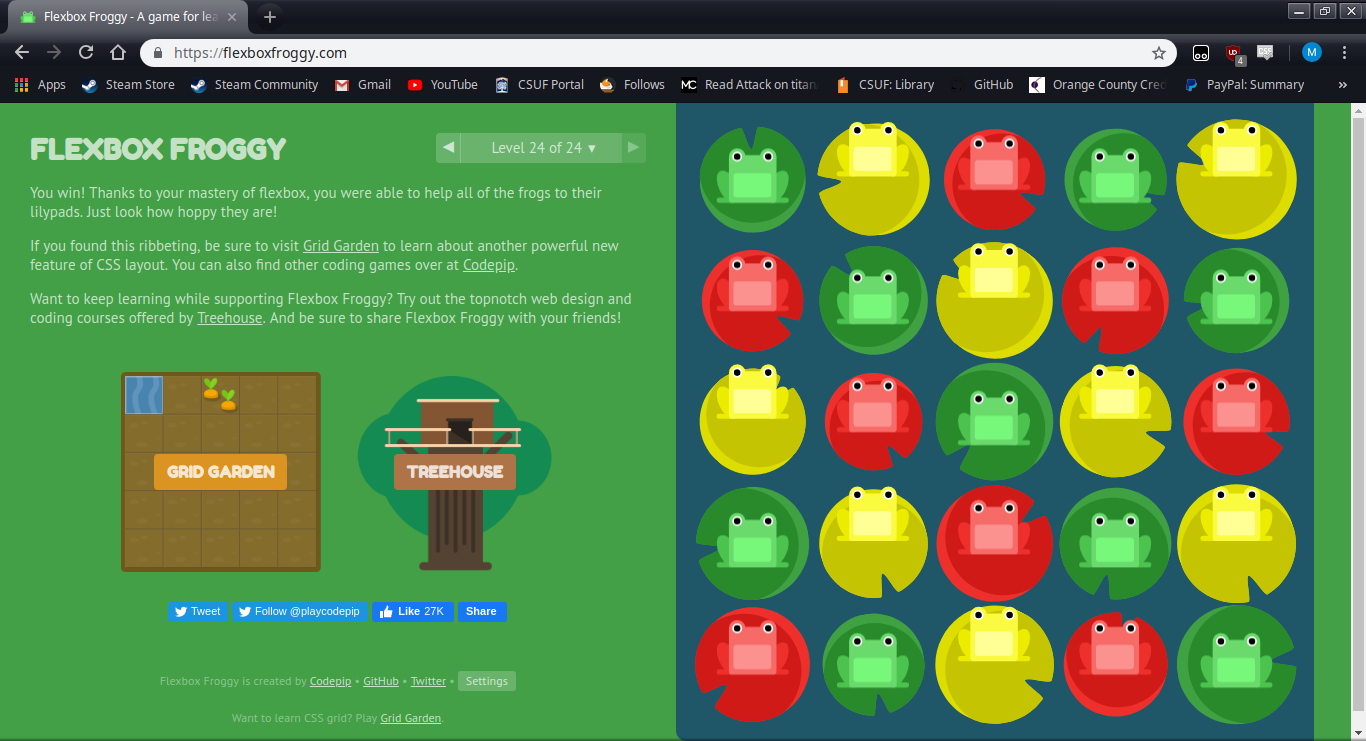 Flexbox Froggy - A game for lea
https://flexboxfroggy.com
UD
4
CSS
M
Apps
Steam Store
Steam Community
Gmail
YouTube
CSUF Portal
Follows
MC
Read Attack on titan
CSUF: Library
GitHub
Orange County Cred
PayPal: Summary
»
FLEXBOX FROGGY
◀ Level 24 of 24 ▼ ▶
You win! Thanks to your mastery of flexbox, you were able to help all of the frogs to their
lilypads. Just look how hoppy they are!
If you found this ribbeting, be sure to visit Grid Garden to learn about another powerful new
feature of CSS layout. You can also find other coding games over at Codepip.
Want to keep learning while supporting Flexbox Froggy? Try out the topnotch web design and
coding courses offered by Treehouse. And be sure to share Flexbox Froggy with your friends!
GRID GARDEN
TREEHOUSE
Tweet
Follow @playcodepip
Like 27K
Share
Flexbox Froggy is created by Codepip • GitHub • Twitter • Settings
Want to learn CSS grid? Play Grid Garden.